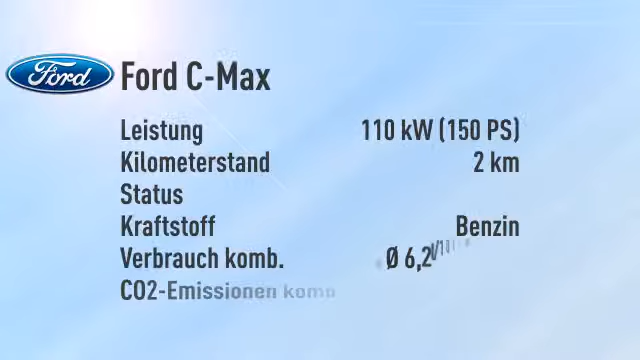 Ford
Ford C-Max
Leistung 110 kW (150 PS)
Kilometerstand 2 km
Status
Kraftstoff Benzin
Verbrauch komb. Ø 6,2
CO2-Emissionen komb